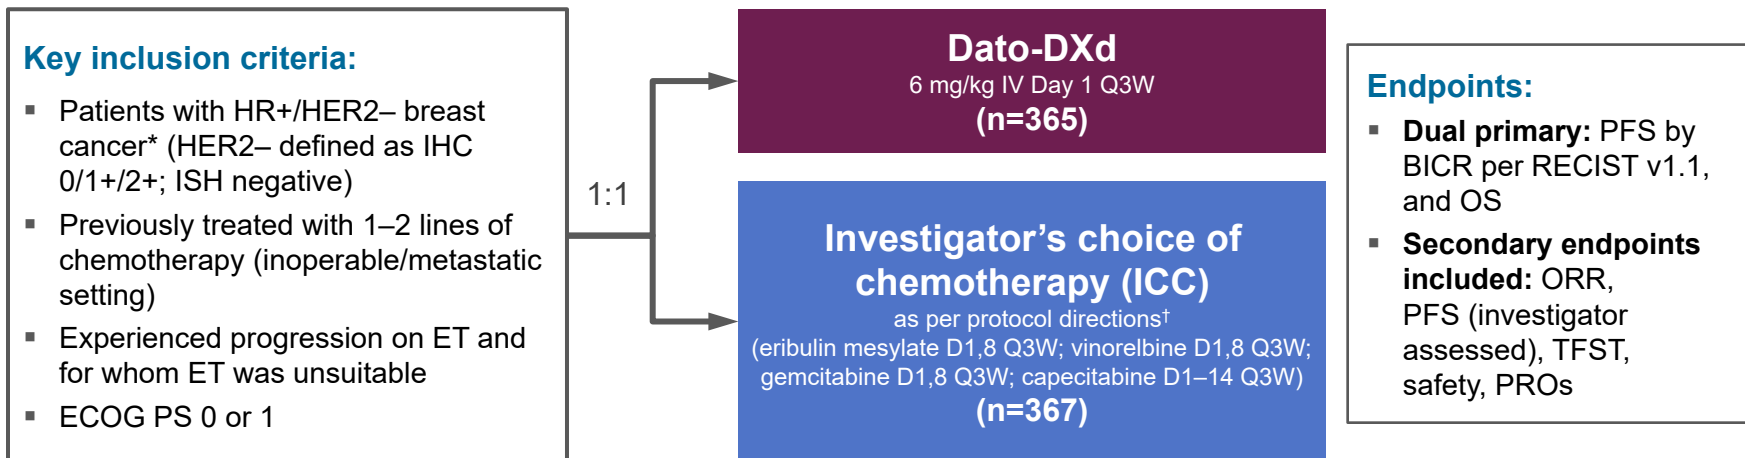 Key inclusion criteria:
▪ Patients with HR+/HER2– breast
cancer* (HER2– defined as IHC
0/1+/2+; ISH negative)
▪ Previously treated with 1–2 lines of
chemotherapy (inoperable/metastatic
setting)
▪ Experienced progression on ET and
for whom ET was unsuitable
▪ ECOG PS 0 or 1
1:1
Dato-DXd
6 mg/kg IV Day 1 Q3W
(n=365)
Investigator’s choice of
chemotherapy (ICC)
as per protocol directions†
(eribulin mesylate D1,8 Q3W; vinorelbine D1,8 Q3W;
gemcitabine D1,8 Q3W; capecitabine D1–14 Q3W)
(n=367)
Endpoints:
▪ Dual primary: PFS by
BICR per RECIST v1.1,
and OS
▪ Secondary endpoints
included: ORR,
PFS (investigator
assessed), TFST,
safety, PROs